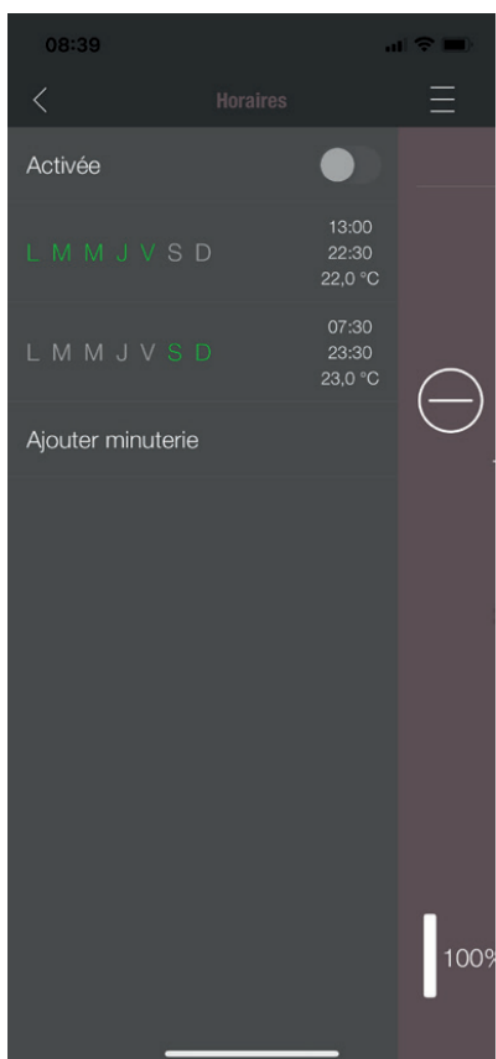 08:39
Horaires
Activée
L M M J V S D
13:00
22:30
22,0 °C
L M M J V S D
07:30
23:30
23,0 °C
Ajouter minuterie
100%